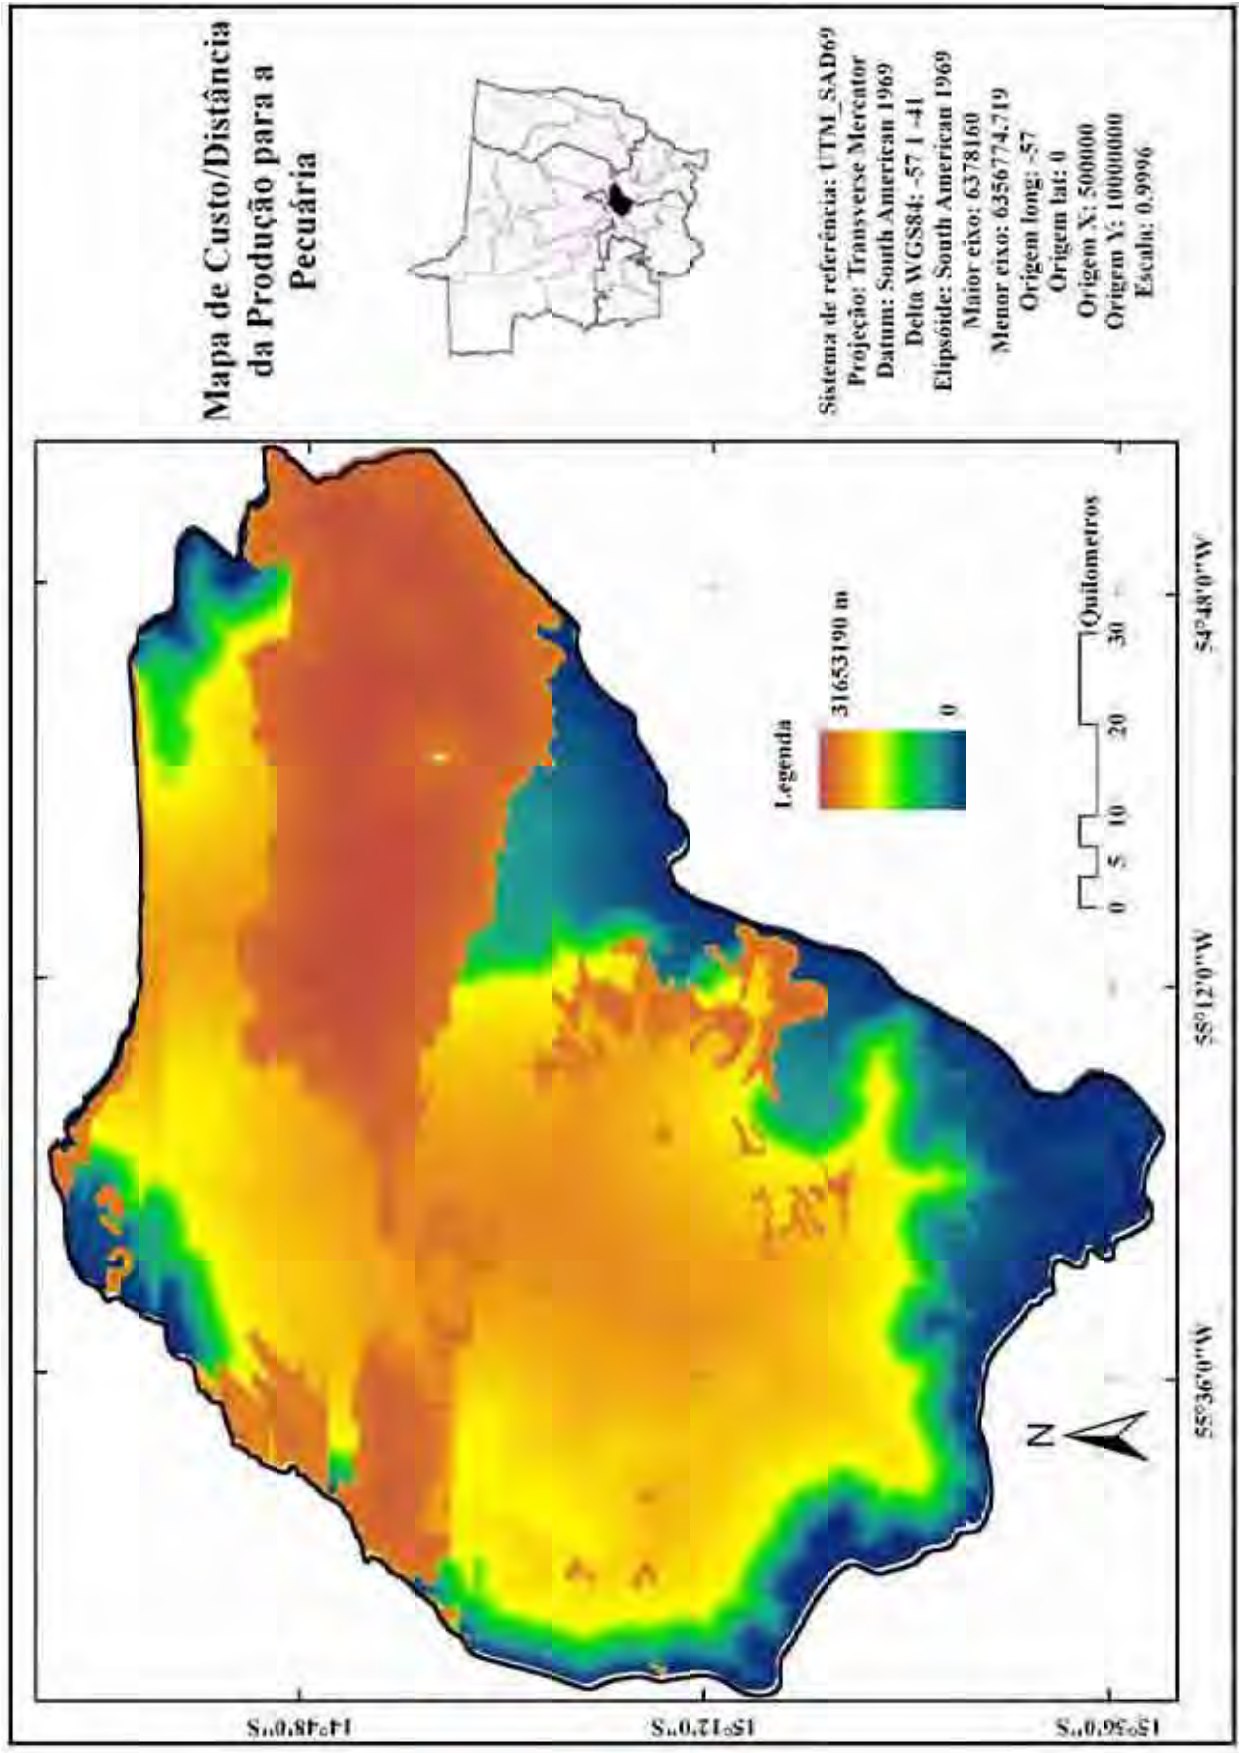 Mapa de Custo/Distância
da Produção para a
Pecuária
Sistema de referência: UTM_SAD69
Projeção: Transverse Mercator
Datum: South American 1969
Delta WGS84: -57 1 -41
Elipsóide: South American 1969
Maior eixo: 6378160
Menor eixo: 6356774.719
Origem long: -57
Origem lat: 0
Origem X: 500000
Origem Y: 10000000
Escala: 0.9996
Legenda
31653190 m
0
0 5 10 20 30
Quilometros
N
14°48'0"S
15°12'0"S
15°36'0"S
55°36'0"W
55°12'0"W
54°48'0"W